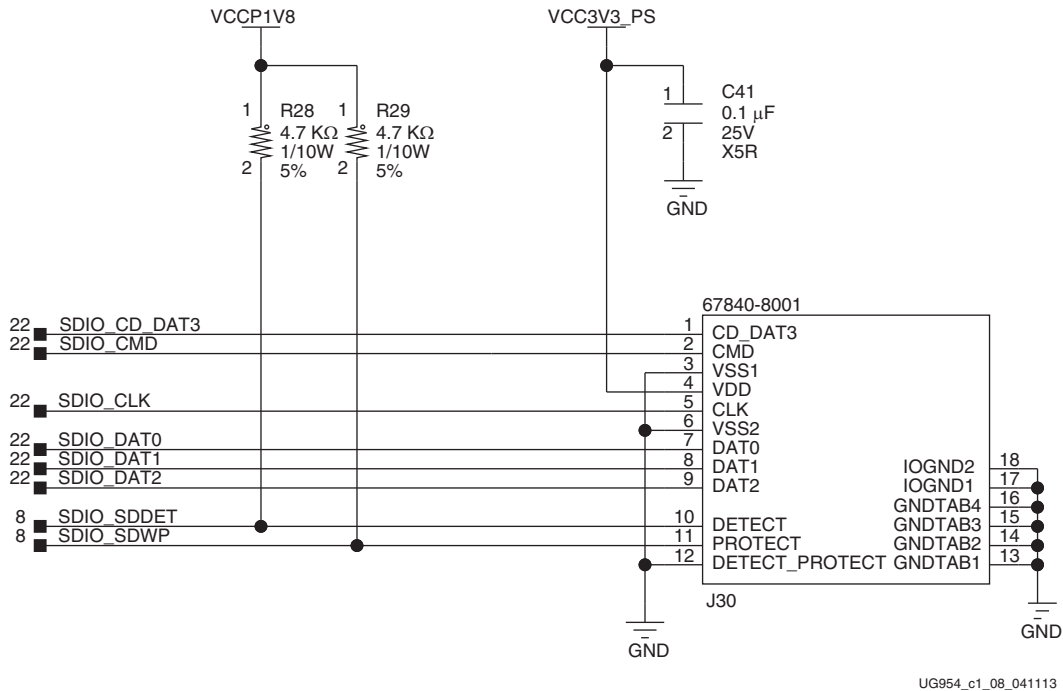 VCCP1V8
VCC3V3_PS
1
R28
4.7 KΩ
1/10W
2
5%
1
R29
4.7 KΩ
1/10W
2
5%
1
C41
0.1 μF
2
25V
X5R
GND
67840-8001
22 SDIO_CD_DAT3 1 CD_DAT3
22 SDIO_CMD 2 CMD
3 VSS1
4 VDD
22 SDIO_CLK 5 CLK
6 VSS2
22 SDIO_DAT0 7 DAT0
22 SDIO_DAT1 8 DAT1
22 SDIO_DAT2 9 DAT2
IOGND2 18
IOGND1 17
GNDTAB4 16
8 SDIO_SDDET 10 DETECT GNDTAB3 15
8 SDIO_SDWP 11 PROTECT GNDTAB2 14
12 DETECT_PROTECT GNDTAB1 13
J30
GND
GND
UG954_c1_08_041113